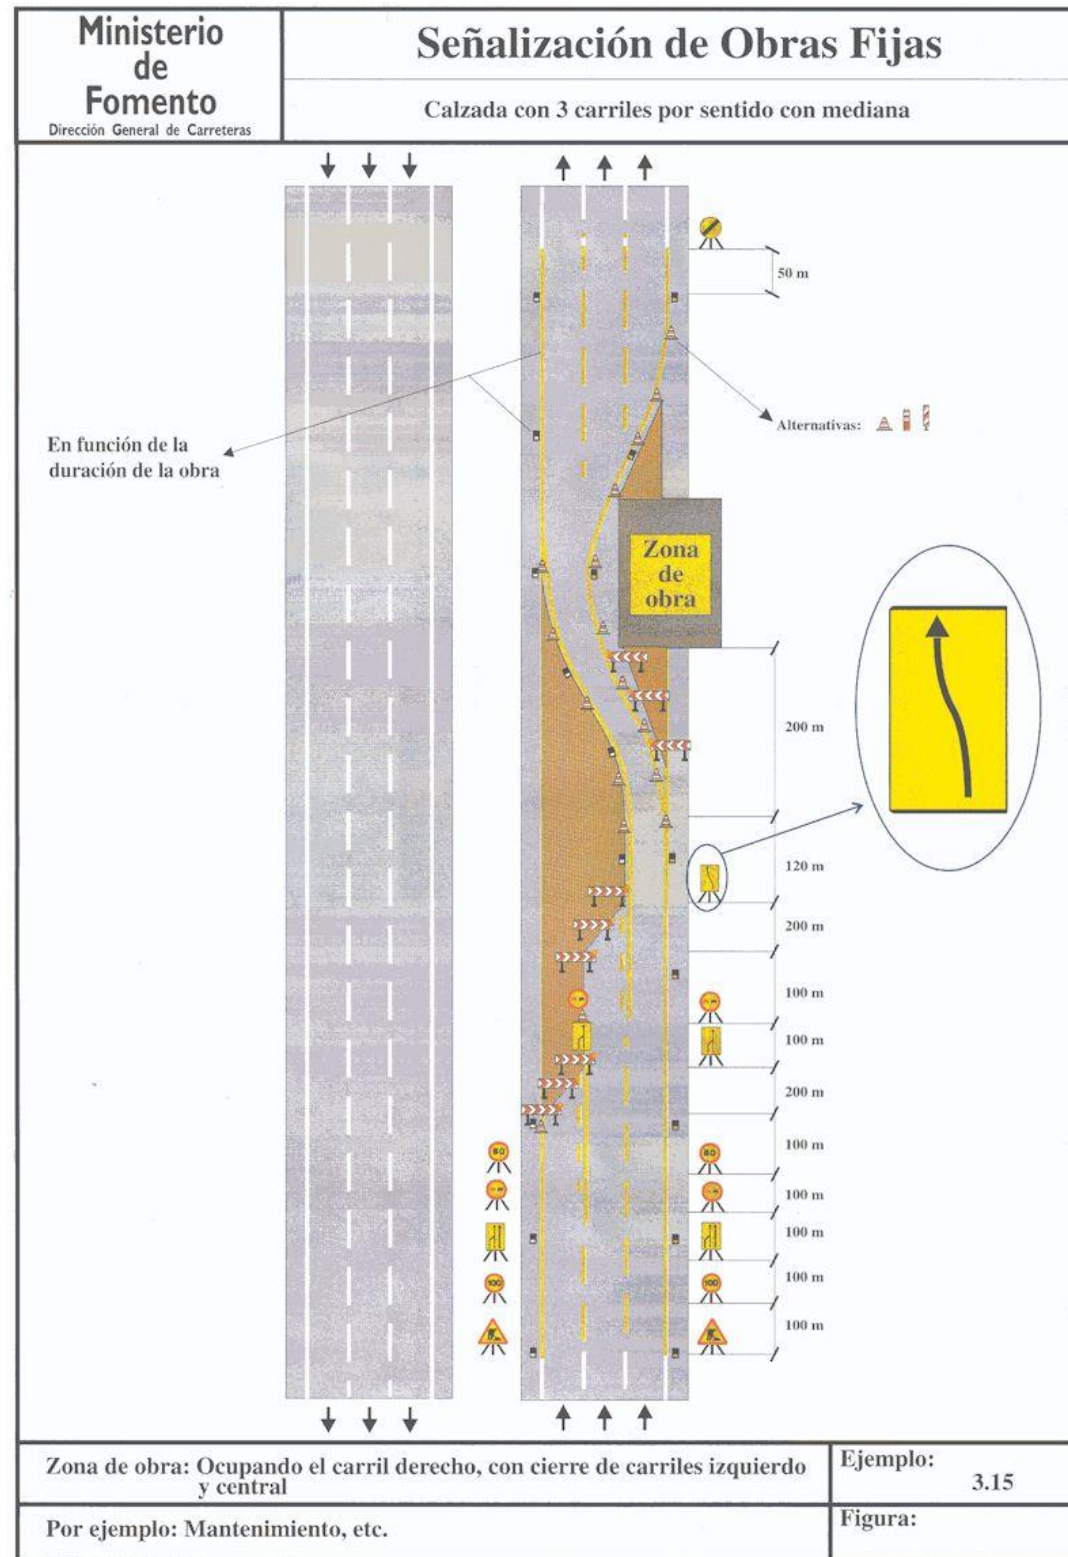 Ministerio
de
Fomento
Dirección General de Carreteras
Señalización de Obras Fijas
Calzada con 3 carriles por sentido con mediana
50 m
Alternativas:
En función de la
duración de la obra
Zona
de
obra
200 m
120 m
200 m
100 m
100 m
200 m
100 m
80
80
100 m
100 m
100 m
100
100
100 m
Zona de obra: Ocupando el carril derecho, con cierre de carriles izquierdo
y central
Ejemplo:
3.15
Por ejemplo: Mantenimiento, etc.
Figura: